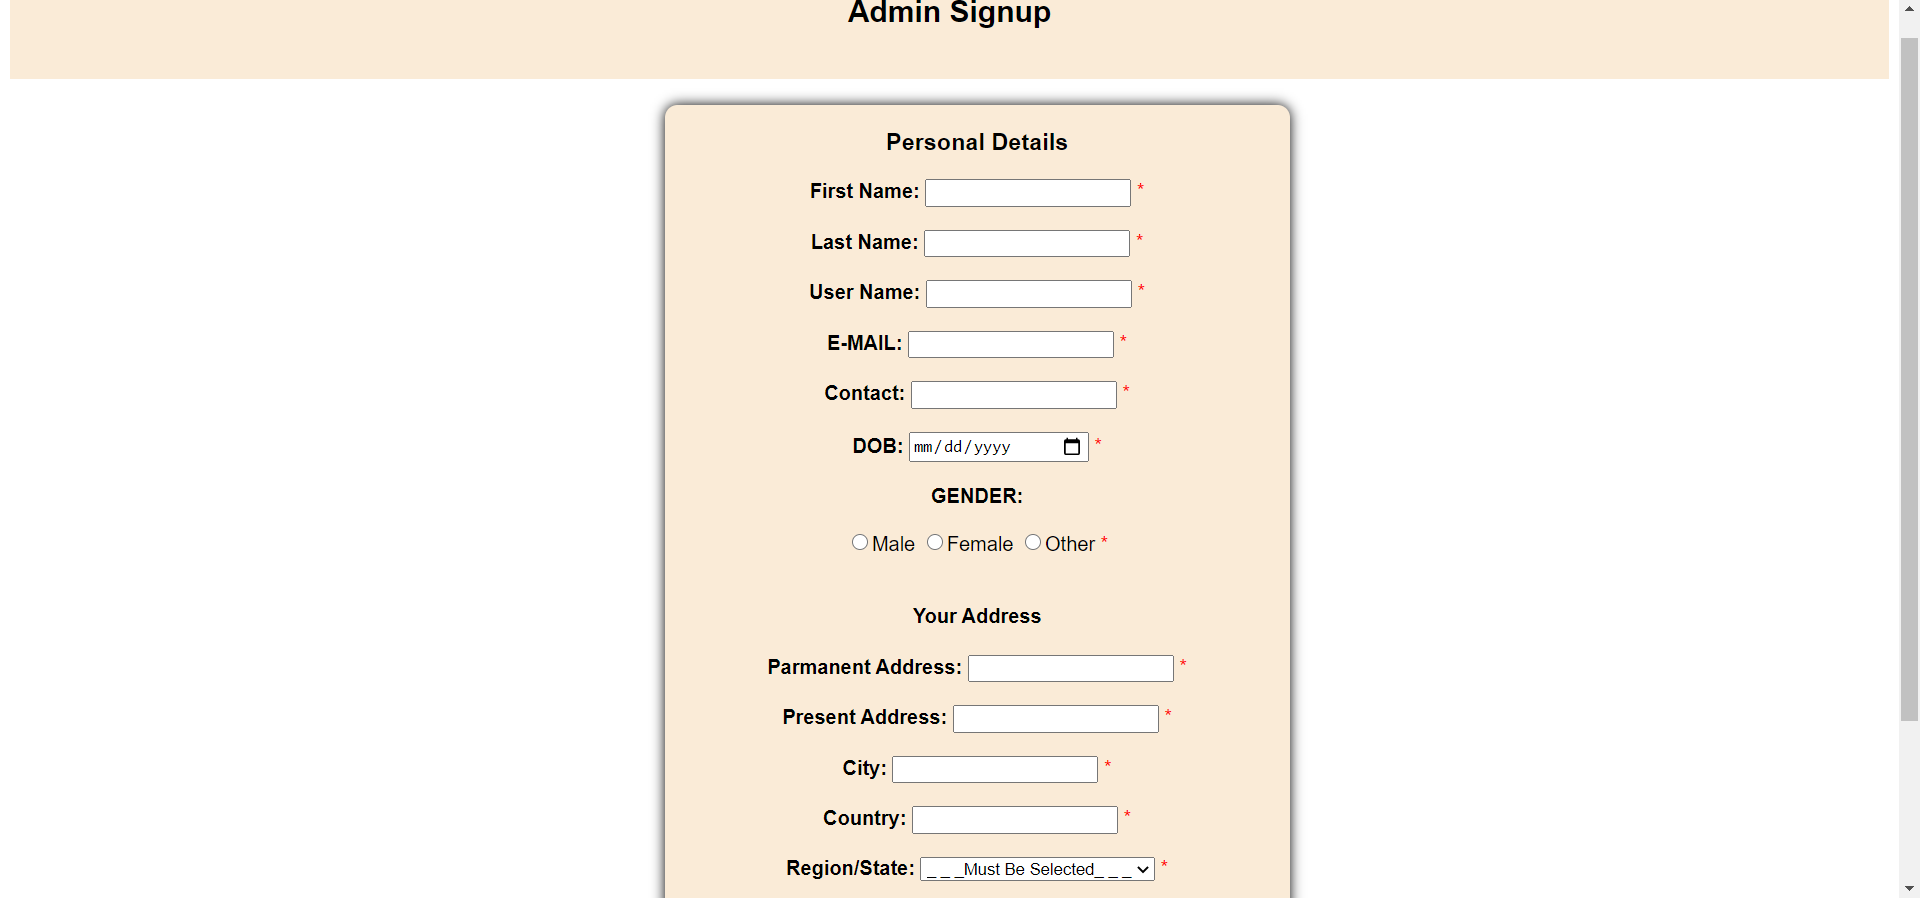 Admin Signup
Personal Details
First Name: *
Last Name: *
User Name: *
E-MAIL: *
Contact: *
DOB: mm/dd/yyyy *
GENDER:
Male Female Other *
Your Address
Parmanent Address: *
Present Address: *
City: *
Country: *
Region/State: _ _ _Must Be Selected_ _ _ *